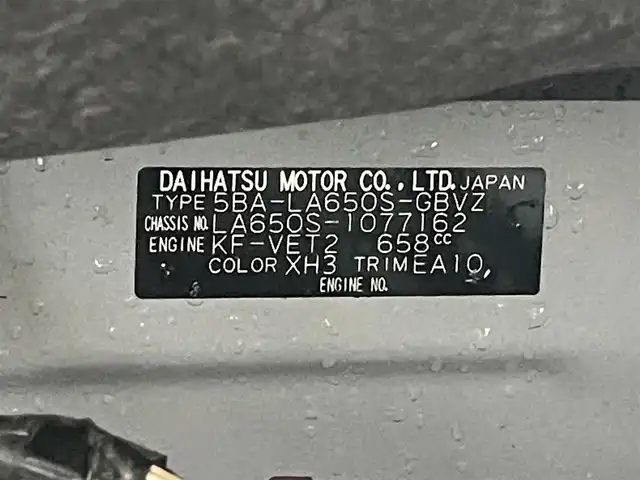 DAIHATSU MOTOR CO., LTD. JAPAN
TYPE 5BA-LA650S-GBVZ
CHASSIS NO. LA650S-1077162
ENGINE KF-VET2 658CC
COLOR XH3 TRIM EA10,
ENGINE NO.